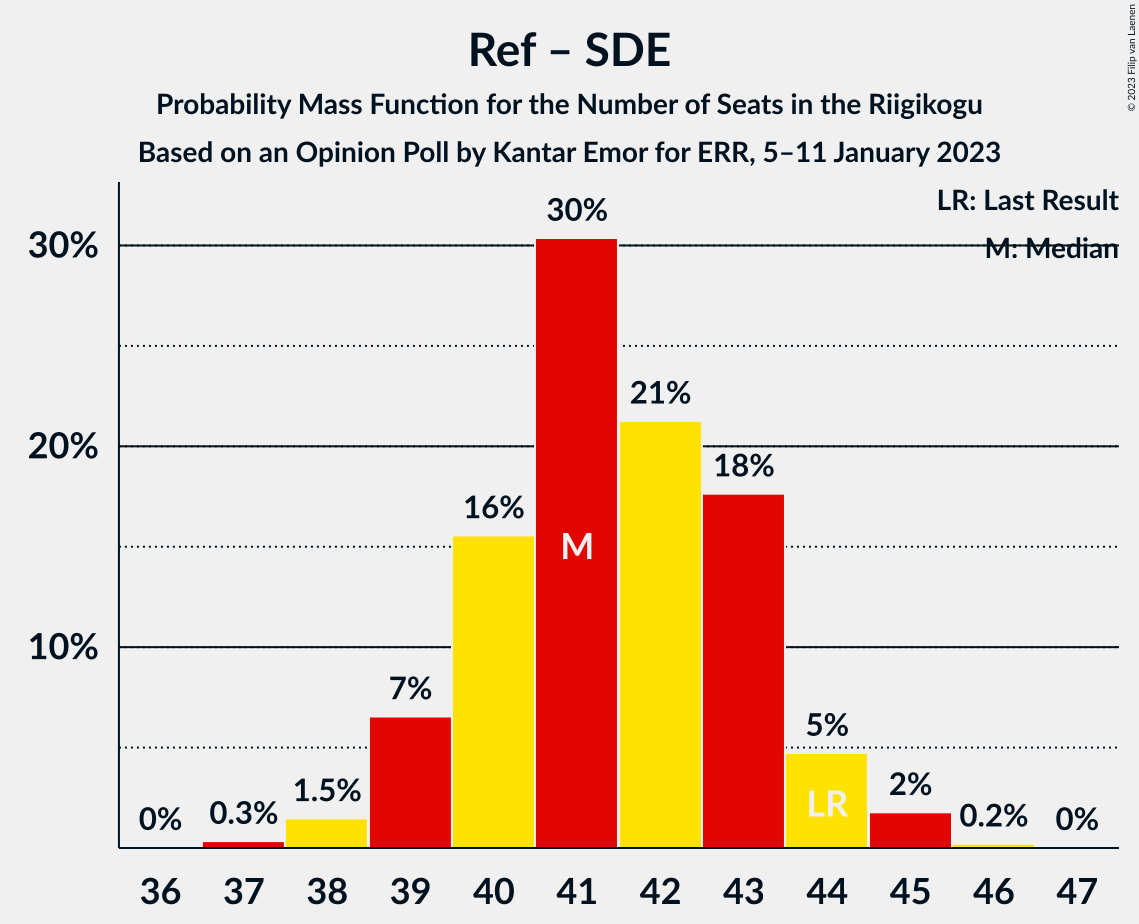 Ref – SDE
Probability Mass Function for the Number of Seats in the Riigikogu
Based on an Opinion Poll by Kantar Emor for ERR, 5–11 January 2023
© 2023 Filip van Laenen
LR: Last Result
M: Median
30%
20%
10%
0%
0.3%
1.5%
7%
16%
30%
21%
18%
5%
2%
0.2%
0%
M
LR
36 37 38 39 40 41 42 43 44 45 46 47